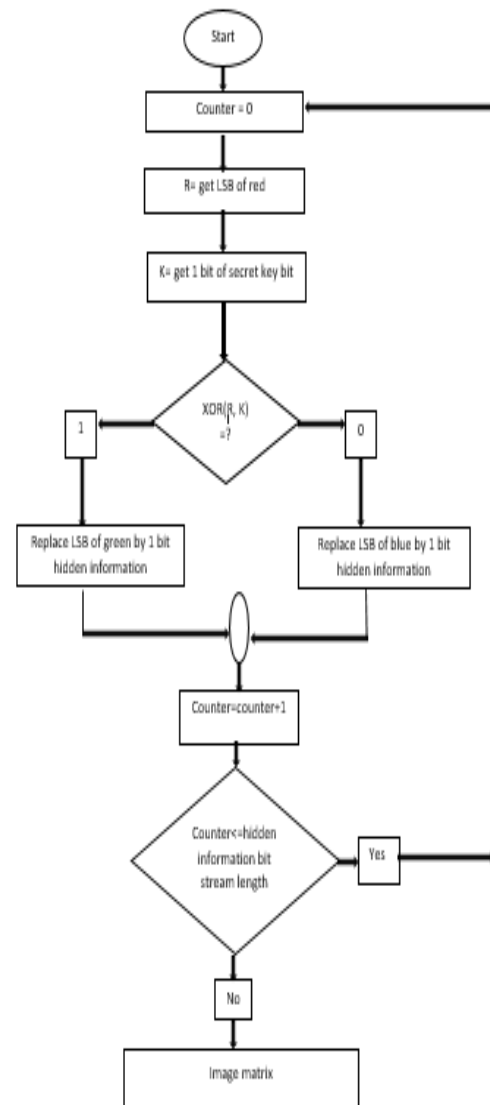 Start
Counter = 0
R= get LSB of red
K= get 1 bit of secret key bit
XOR(R, K)
=?
1
0
Replace LSB of green by 1 bit
hidden information
Replace LSB of blue by 1 bit
hidden information
Counter=counter+1
Counter<=hidden
information bit
stream length
Yes
No
Image matrix